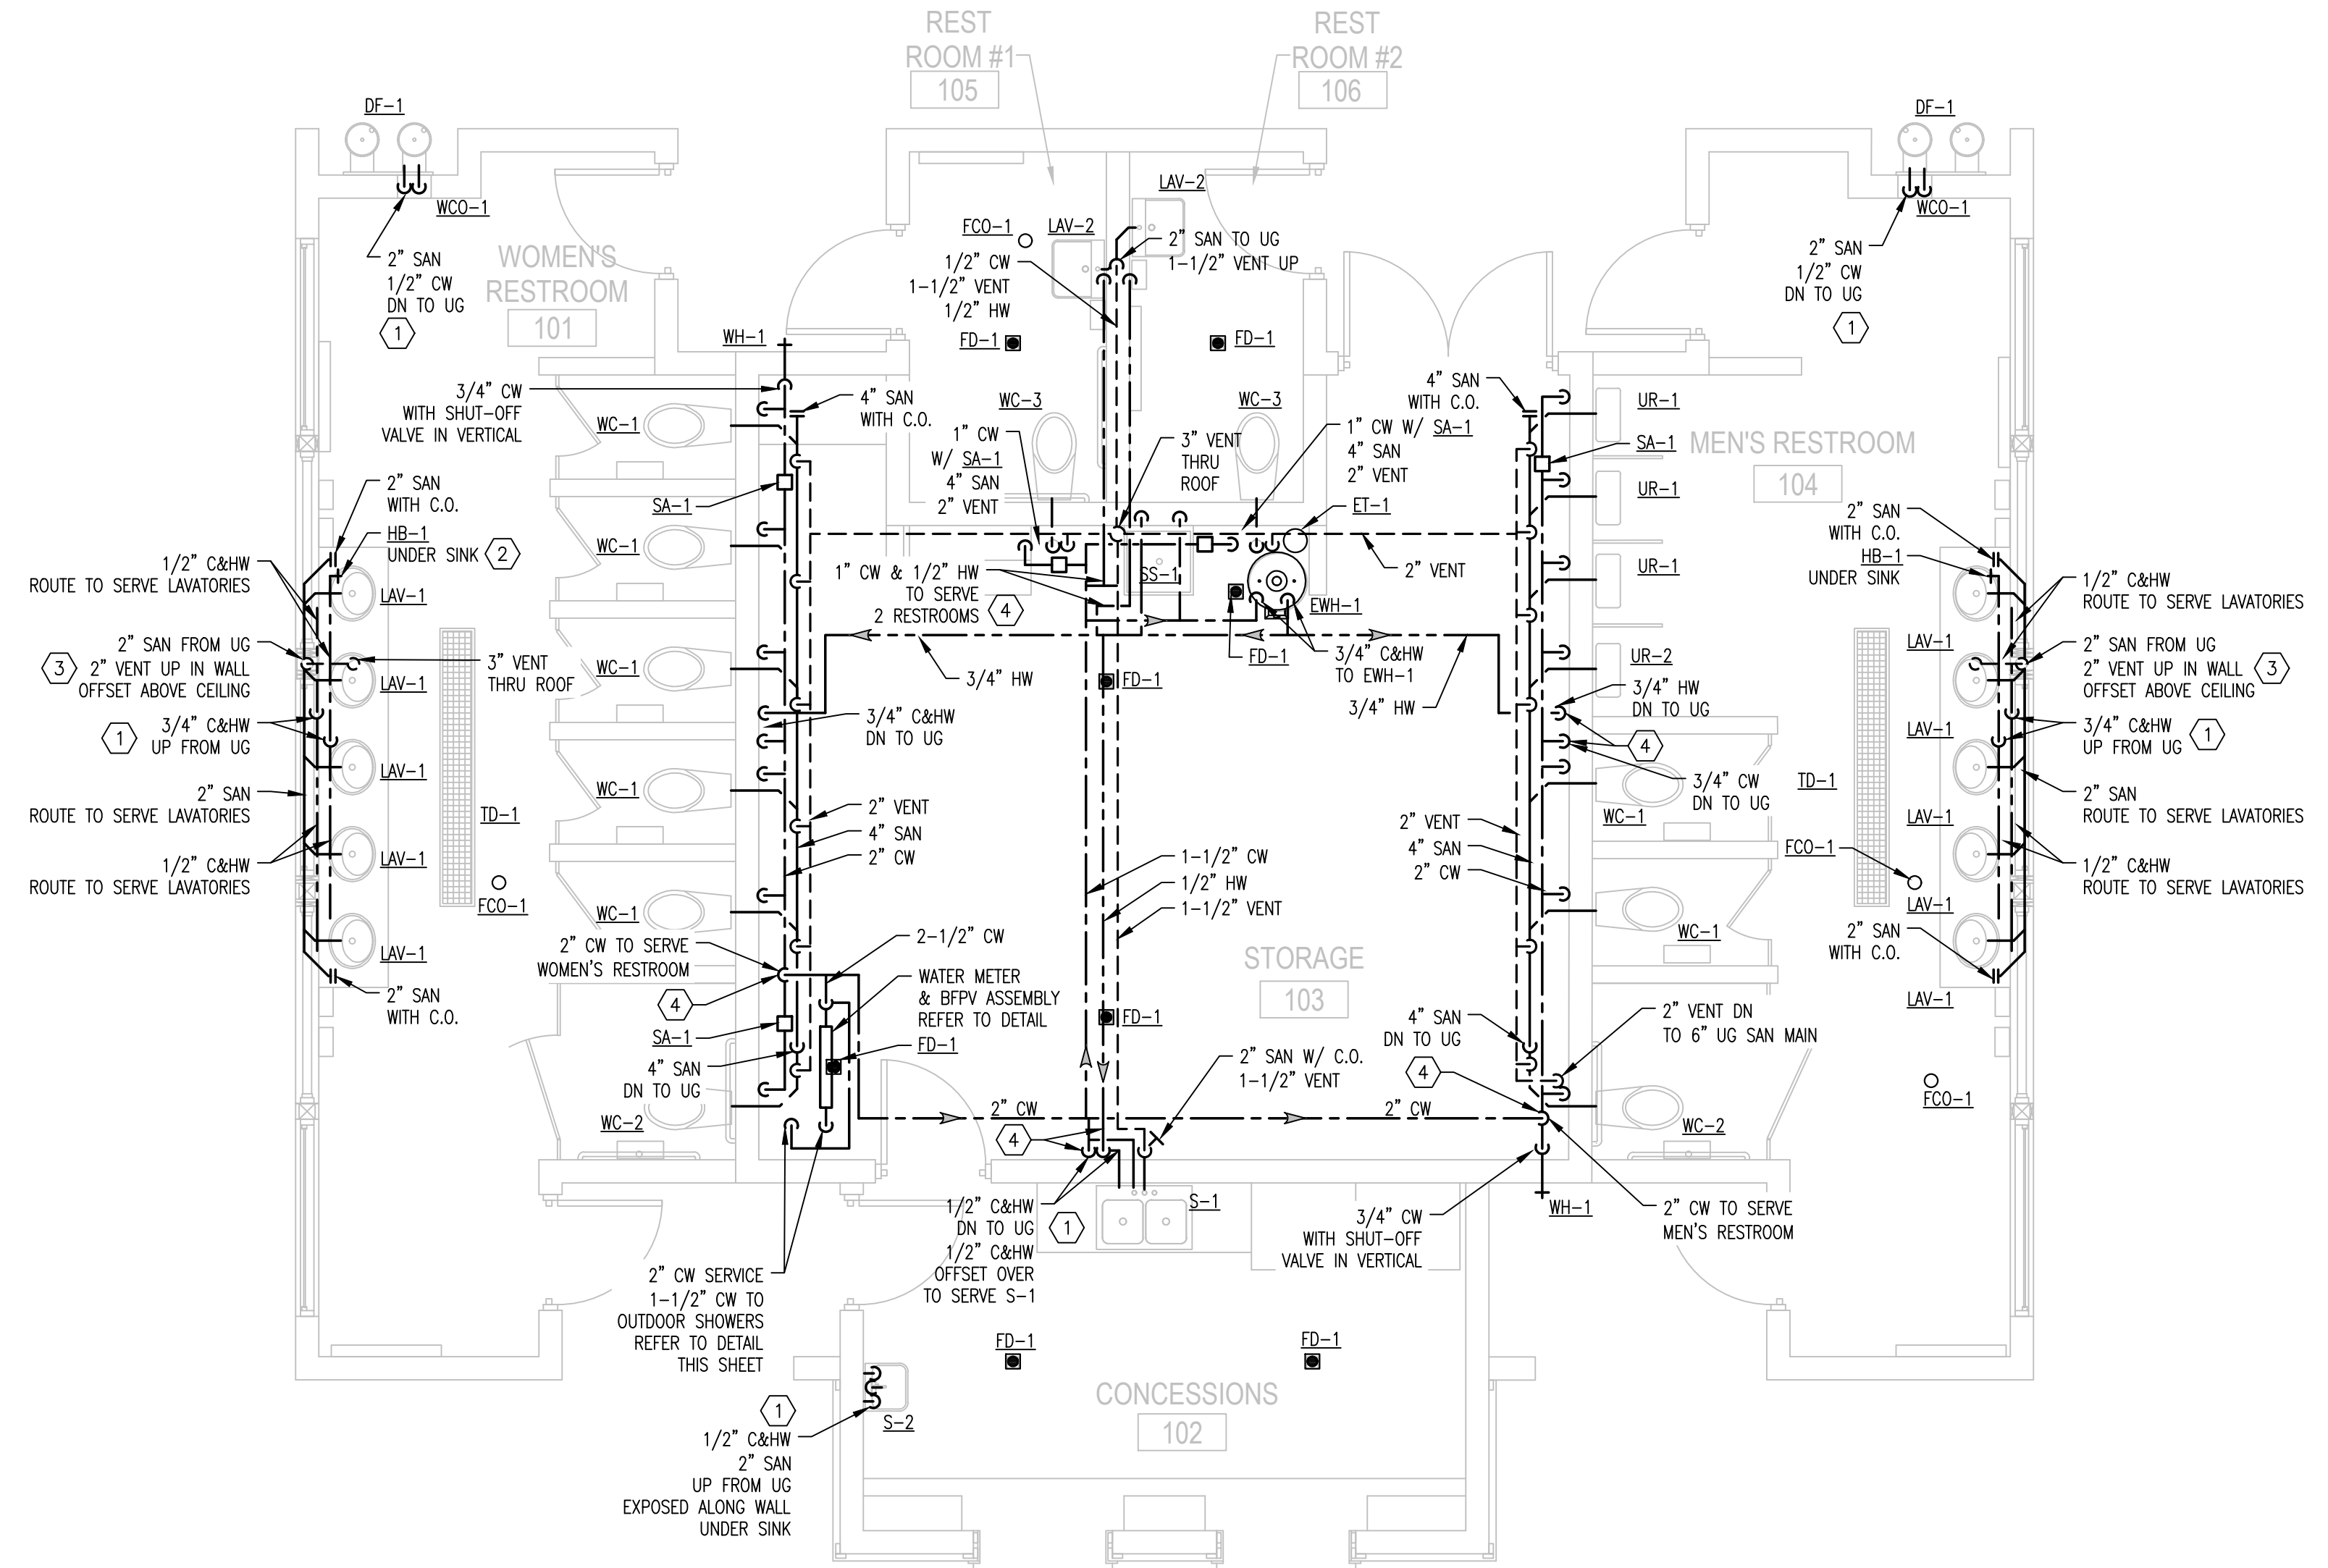 REST
ROOM #1
105
REST
ROOM #2
106
DF-1
WCO-1
2" SAN
1/2" CW
DN TO UG
1
WOMEN'S
RESTROOM
101
DF-1
WCO-1
2" SAN
1/2" CW
DN TO UG
1
LAV-2
FCO-1
LAV-2
2" SAN TO UG
1-1/2" VENT UP
1/2" CW
1-1/2" VENT
1/2" HW
FD-1
FD-1
WH-1
3/4" CW
WITH SHUT-OFF
VALVE IN VERTICAL
4" SAN
WITH C.O.
WC-3
WC-3
1" CW
W/ SA-1
4" SAN
2" VENT
3" VENT
THRU
ROOF
1" CW W/ SA-1
4" SAN
2" VENT
4" SAN
WITH C.O.
UR-1
SA-1
MEN'S RESTROOM
104
UR-1
UR-1
UR-2
WC-1
SA-1
WC-1
WC-1
WC-1
WC-1
2" SAN
WITH C.O.
HB-1
UNDER SINK
2
1/2" C&HW
ROUTE TO SERVE LAVATORIES
LAV-1
2" SAN FROM UG
3
2" VENT UP IN WALL
OFFSET ABOVE CEILING
3" VENT
THRU ROOF
LAV-1
1
3/4" C&HW
UP FROM UG
LAV-1
2" SAN
ROUTE TO SERVE LAVATORIES
TD-1
LAV-1
1/2" C&HW
ROUTE TO SERVE LAVATORIES
FCO-1
LAV-1
2" SAN
WITH C.O.
ET-1
SS-1
1" CW & 1/2" HW
TO SERVE
2 RESTROOMS
4
2" VENT
EWH-1
FD-1
3/4" C&HW
TO EWH-1
3/4" HW
FD-1
3/4" HW
3/4" C&HW
DN TO UG
3/4" HW
DN TO UG
4
3/4" CW
DN TO UG
2" SAN
WITH C.O.
HB-1
UNDER SINK
1/2" C&HW
ROUTE TO SERVE LAVATORIES
LAV-1
2" SAN FROM UG
2" VENT UP IN WALL
OFFSET ABOVE CEILING
3
LAV-1
3/4" C&HW
UP FROM UG
1
TD-1
LAV-1
2" SAN
ROUTE TO SERVE LAVATORIES
FCO-1
1/2" C&HW
ROUTE TO SERVE LAVATORIES
LAV-1
2" SAN
WITH C.O.
LAV-1
WC-1
WC-1
2" VENT
4" SAN
2" CW
2" VENT
4" SAN
2" CW
1-1/2" CW
1/2" HW
1-1/2" VENT
2" CW TO SERVE
WOMEN'S RESTROOM
4
2-1/2" CW
WATER METER
& BFPV ASSEMBLY
REFER TO DETAIL
FD-1
SA-1
4" SAN
DN TO UG
FD-1
STORAGE
103
2" SAN W/ C.O.
1-1/2" VENT
4" SAN
DN TO UG
4
2" VENT DN
TO 6" UG SAN MAIN
FCO-1
WC-2
WC-2
2" CW
2" CW
4
1/2" C&HW
DN TO UG
1
1/2" C&HW
OFFSET OVER
TO SERVE S-1
S-1
3/4" CW
WITH SHUT-OFF
VALVE IN VERTICAL
WH-1
2" CW TO SERVE
MEN'S RESTROOM
2" CW SERVICE
1-1/2" CW TO
OUTDOOR SHOWERS
REFER TO DETAIL
THIS SHEET
FD-1
FD-1
CONCESSIONS
102
S-2
1
1/2" C&HW
2" SAN
UP FROM UG
EXPOSED ALONG WALL
UNDER SINK